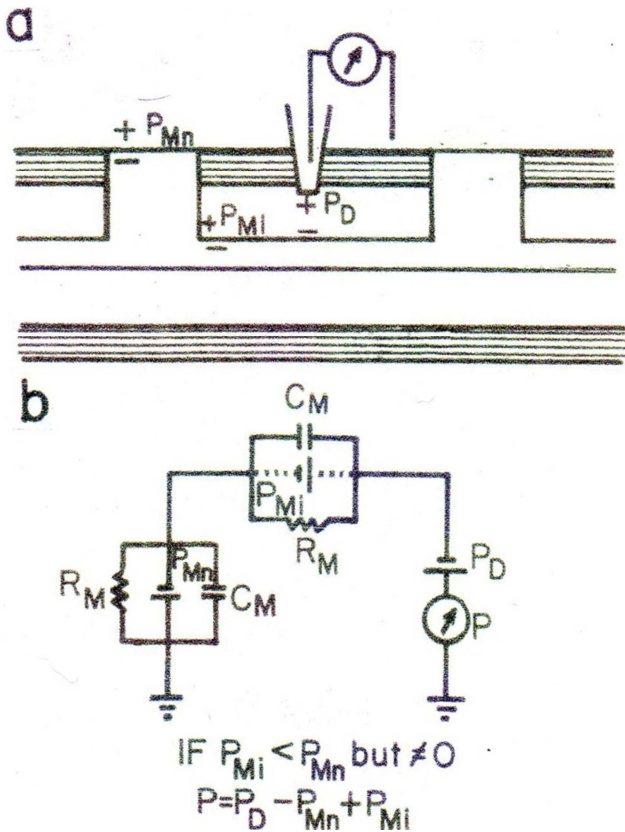 a
+ P_Mn
−
+ P_Mi
−
+ P_D
−
b
C_M
P_Mi
R_M
P_Mn
R_M
C_M
P_D
P
IF P_Mi < P_Mn but ≠ 0
P=P_D − P_Mn + P_Mi